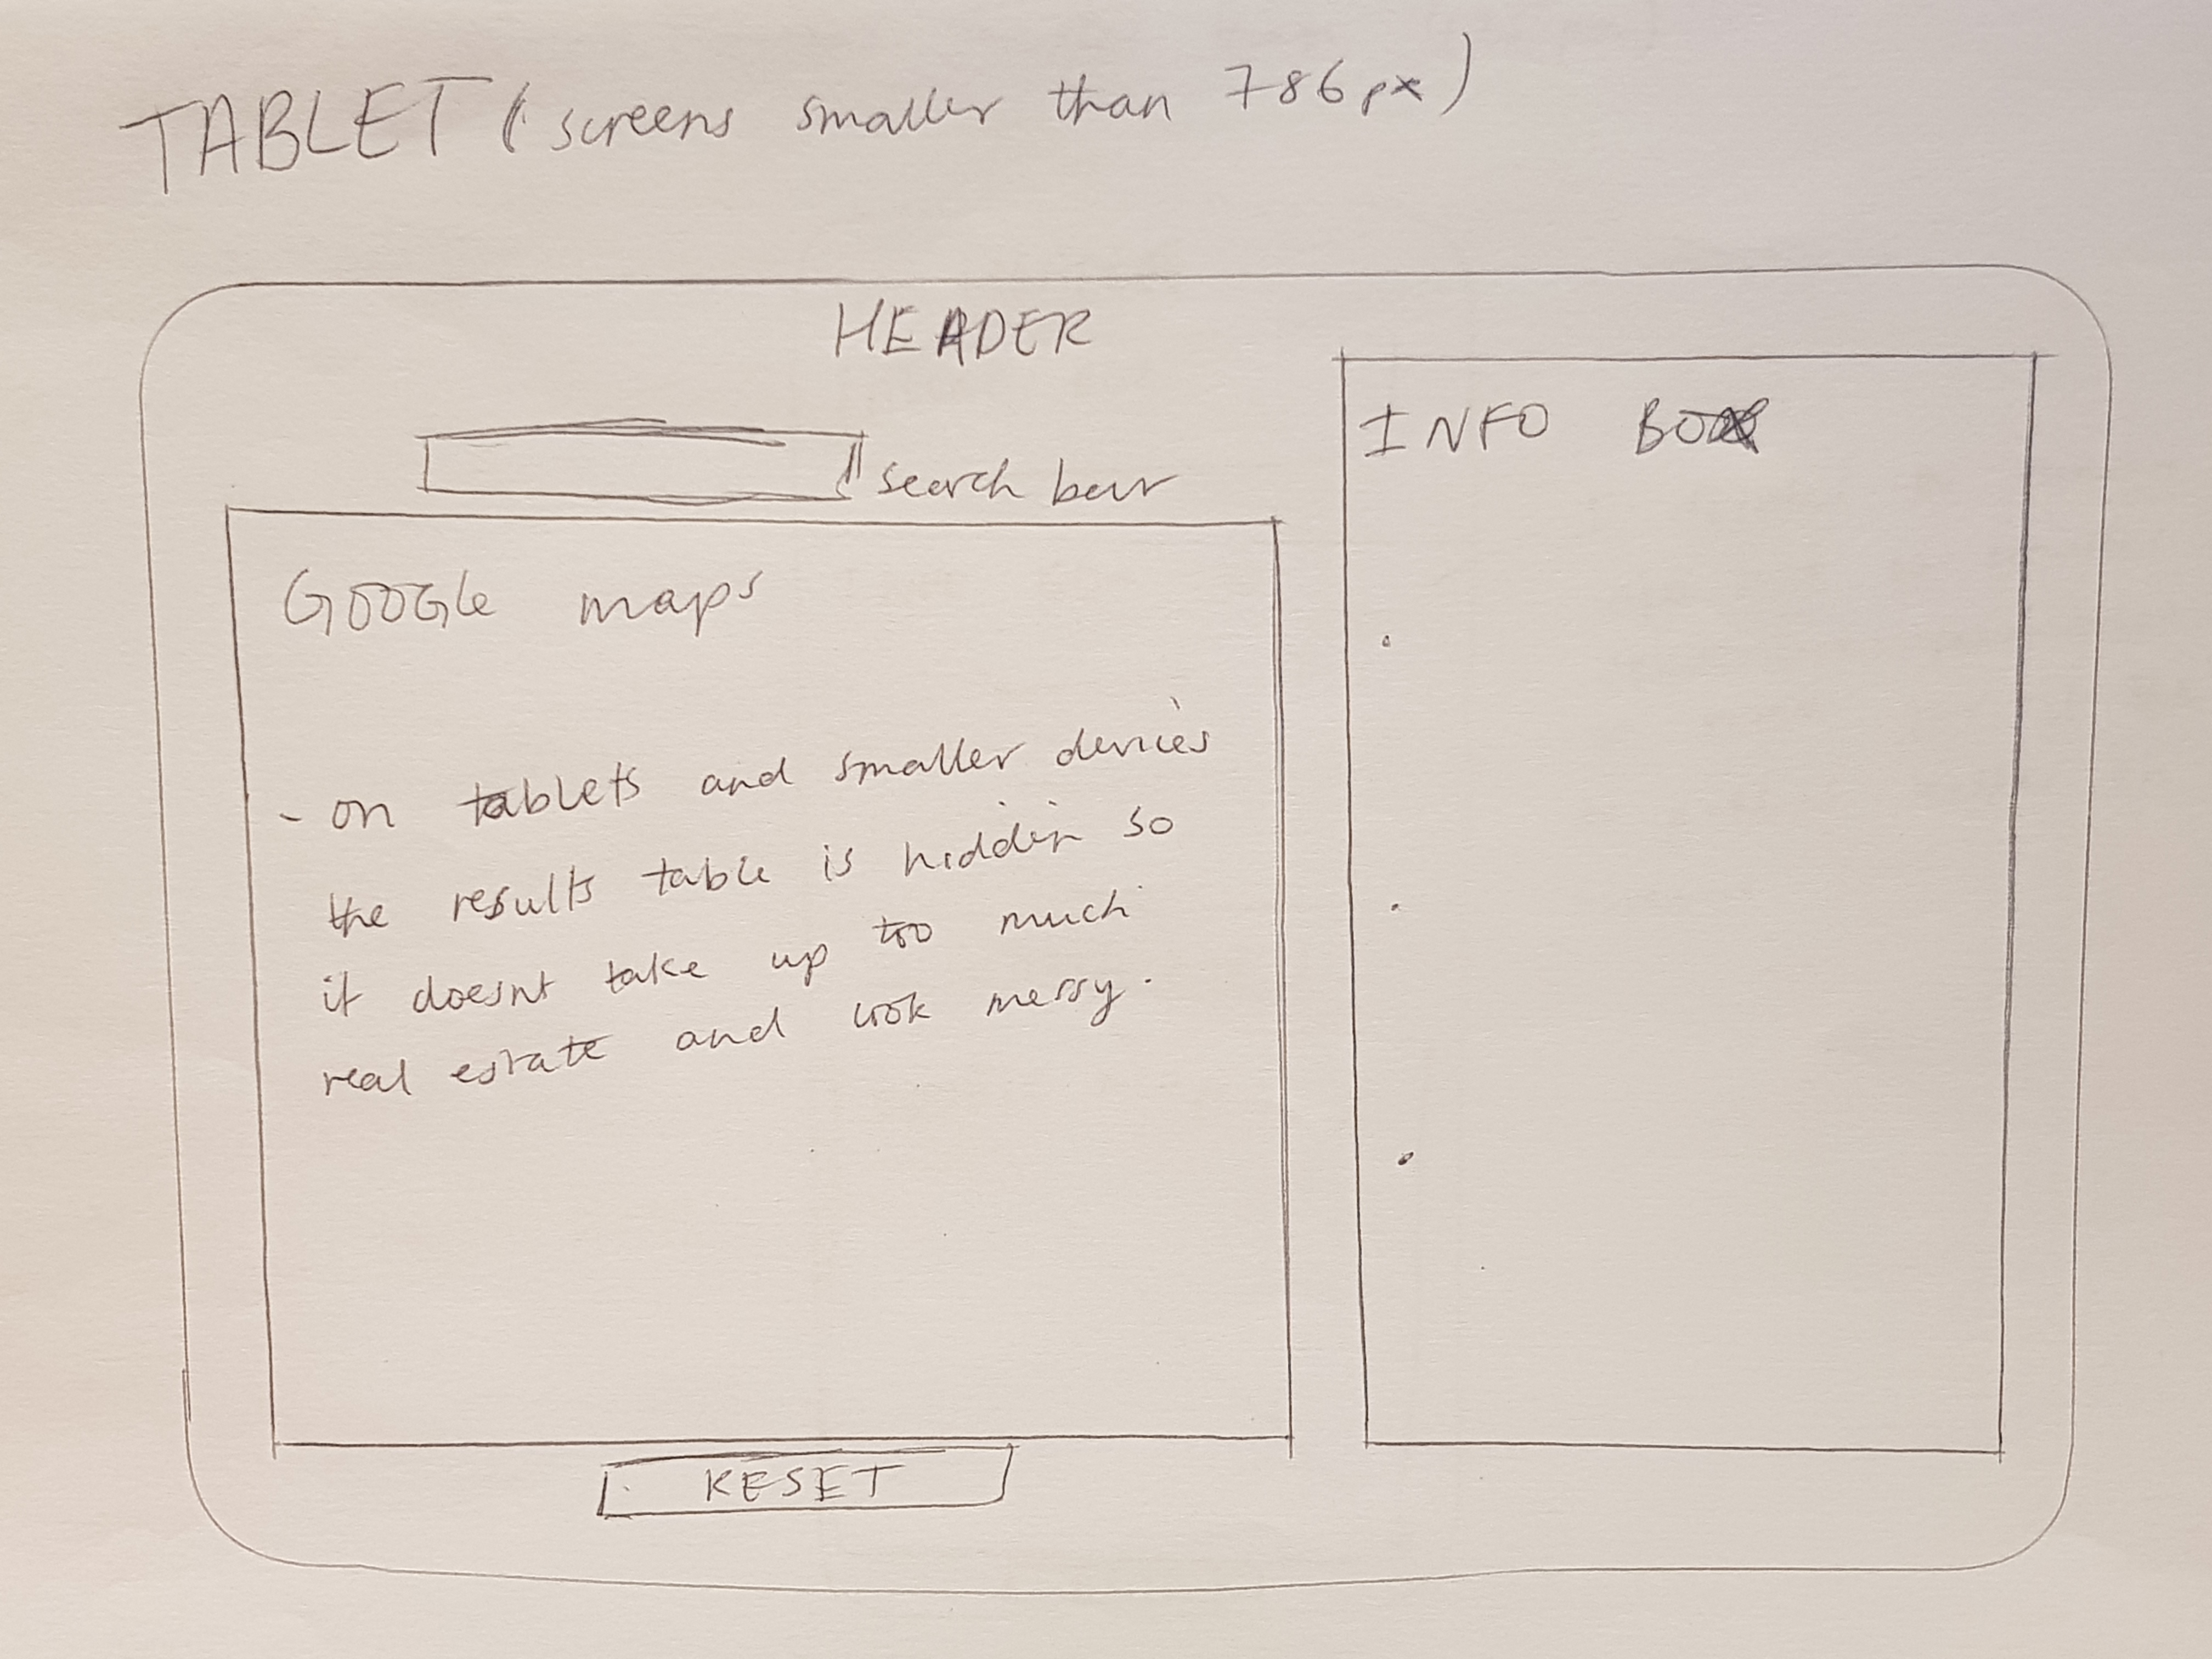 TABLET (screens smaller than 786px)
HEADER
INFO BOX
search bar
GOOGLe maps
- on tablets and smaller devices
the results table is hidden so
it doesnt take up too much
real estate and look messy.
RESET